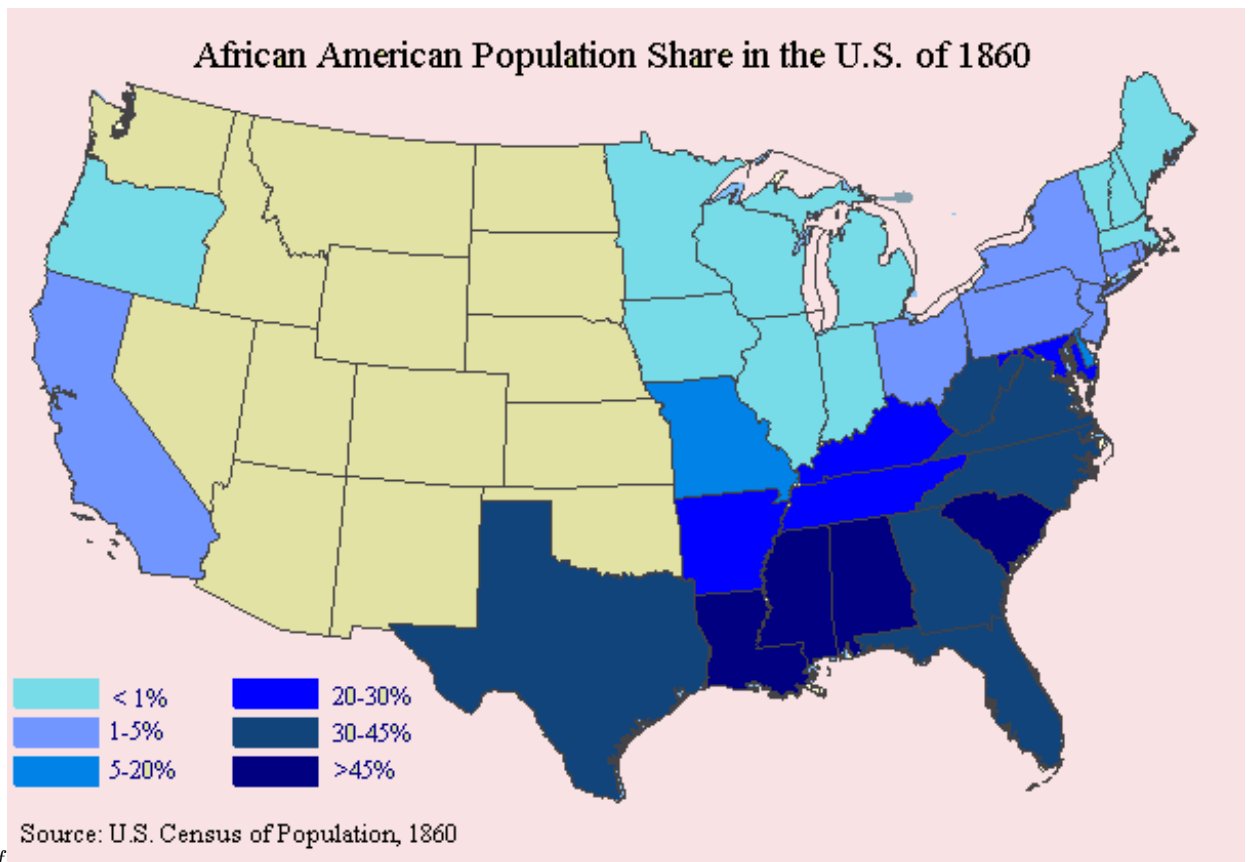 African American Population Share in the U.S. of 1860
< 1%
1-5%
5-20%
20-30%
30-45%
>45%
Source: U.S. Census of Population, 1860
f